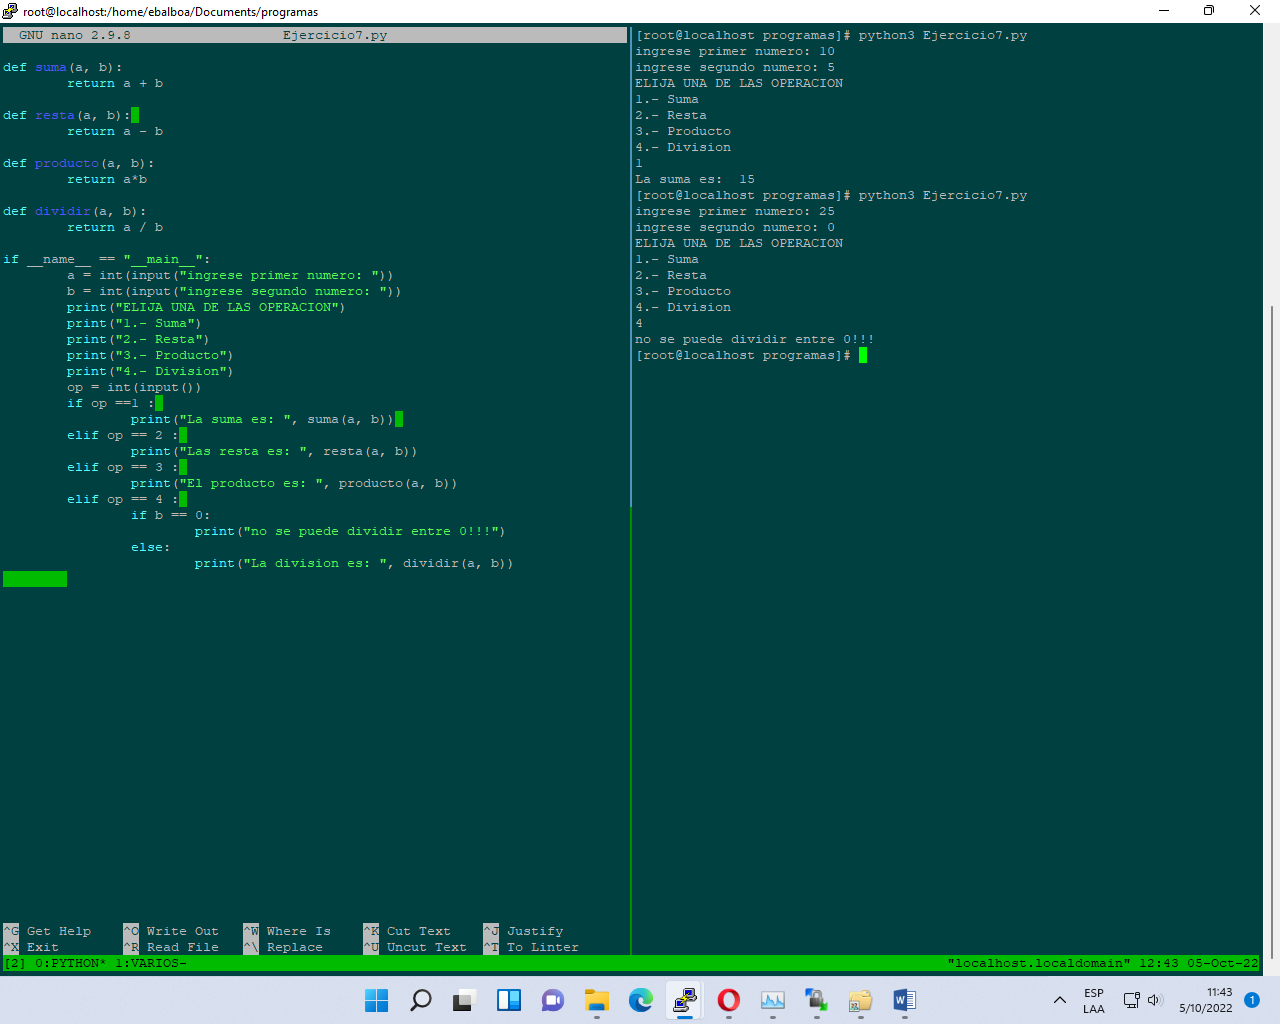 root@localhost:/home/ebalboa/Documents/programas
GNU nano 2.9.8 Ejercicio7.py
def suma(a, b):
return a + b
def resta(a, b):
return a - b
def producto(a, b):
return a*b
def dividir(a, b):
return a / b
if __name__ == "__main__":
a = int(input("ingrese primer numero: "))
b = int(input("ingrese segundo numero: "))
print("ELIJA UNA DE LAS OPERACION")
print("1.- Suma")
print("2.- Resta")
print("3.- Producto")
print("4.- Division")
op = int(input())
if op ==1 :
print("La suma es: ", suma(a, b))
elif op == 2 :
print("Las resta es: ", resta(a, b))
elif op == 3 :
print("El producto es: ", producto(a, b))
elif op == 4 :
if b == 0:
print("no se puede dividir entre 0!!!")
else:
print("La division es: ", dividir(a, b))
^G Get Help ^O Write Out ^W Where Is ^K Cut Text ^J Justify
^X Exit ^R Read File ^\ Replace ^U Uncut Text ^T To Linter
[root@localhost programas]# python3 Ejercicio7.py
ingrese primer numero: 10
ingrese segundo numero: 5
ELIJA UNA DE LAS OPERACION
1.- Suma
2.- Resta
3.- Producto
4.- Division
1
La suma es:  15
[root@localhost programas]# python3 Ejercicio7.py
ingrese primer numero: 25
ingrese segundo numero: 0
ELIJA UNA DE LAS OPERACION
1.- Suma
2.- Resta
3.- Producto
4.- Division
4
no se puede dividir entre 0!!!
[root@localhost programas]#
[2] 0:PYTHON* 1:VARIOS- "localhost.localdomain" 12:43 05-Oct-22
ESP
LAA
11:43
5/10/2022
1